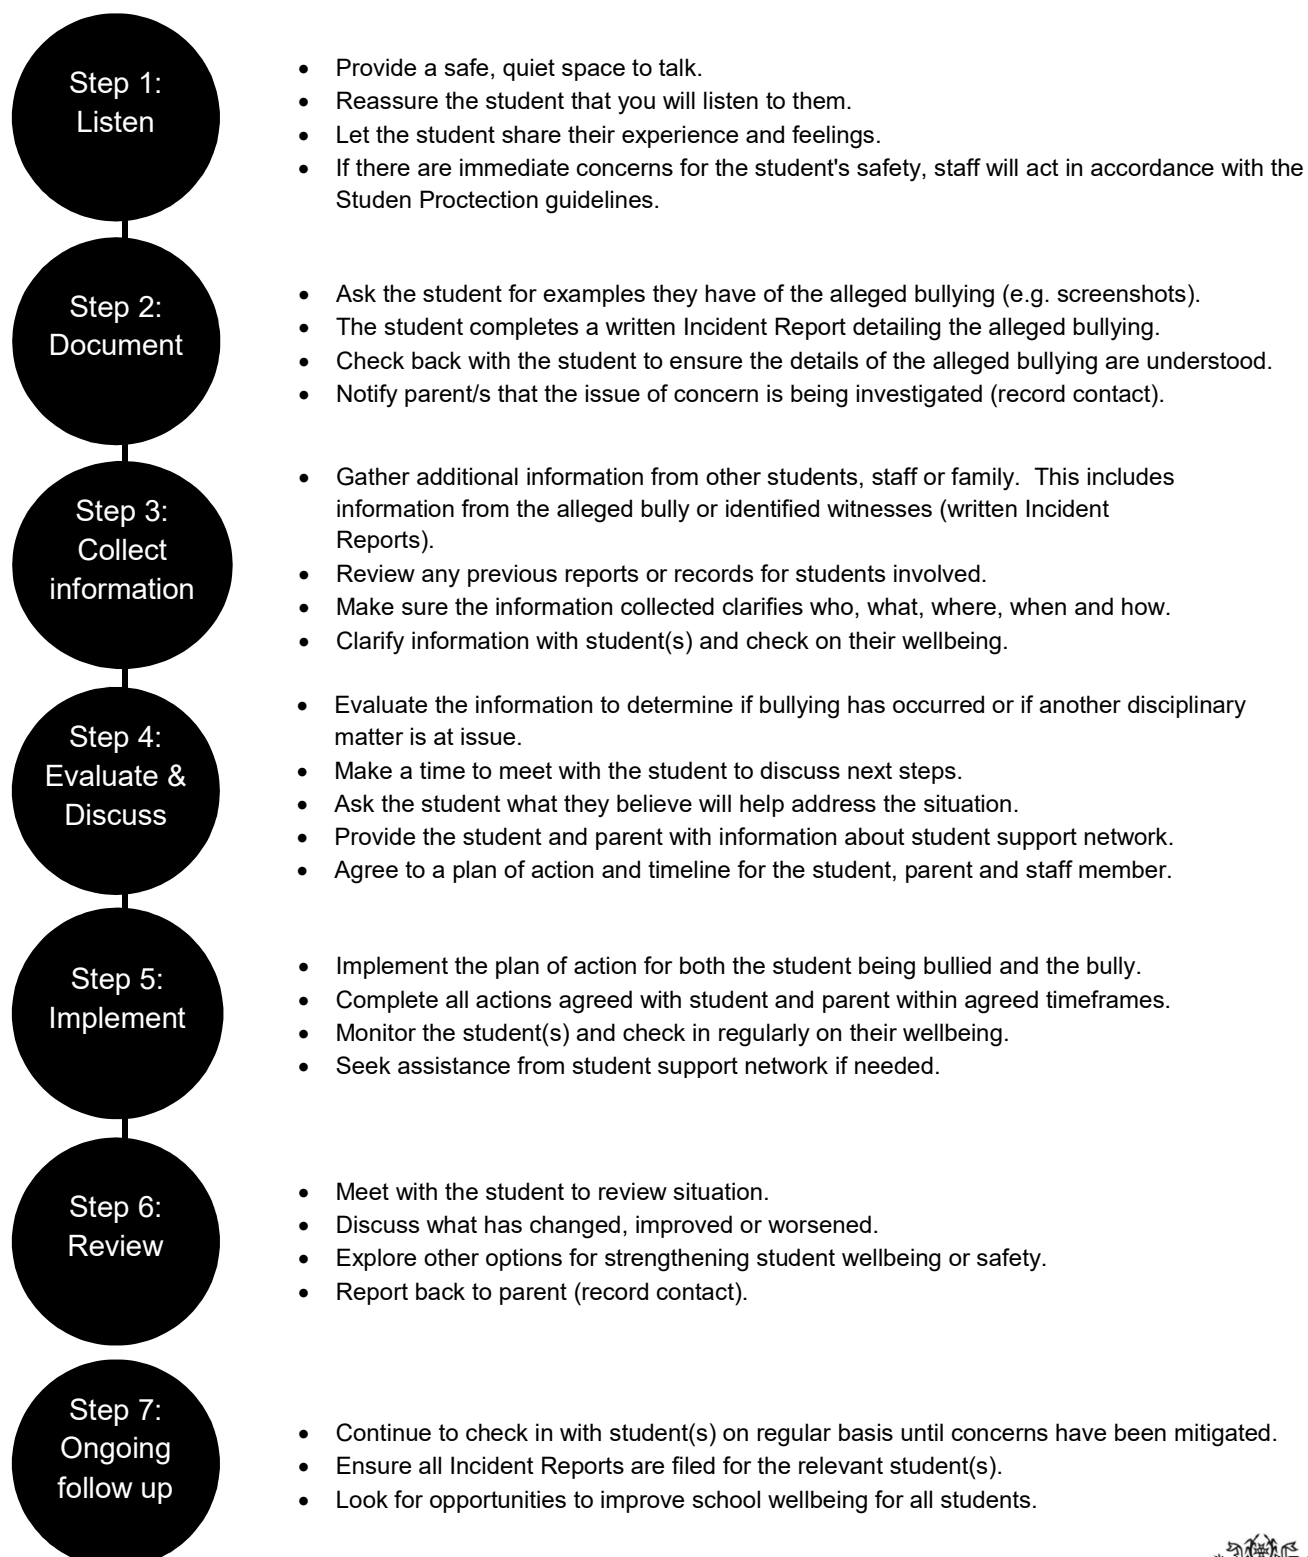 Step 1:
Listen
• Provide a safe, quiet space to talk.
• Reassure the student that you will listen to them.
• Let the student share their experience and feelings.
• If there are immediate concerns for the student's safety, staff will act in accordance with the
Studen Proctection guidelines.
Step 2:
Document
• Ask the student for examples they have of the alleged bullying (e.g. screenshots).
• The student completes a written Incident Report detailing the alleged bullying.
• Check back with the student to ensure the details of the alleged bullying are understood.
• Notify parent/s that the issue of concern is being investigated (record contact).
Step 3:
Collect
information
• Gather additional information from other students, staff or family.  This includes
information from the alleged bully or identified witnesses (written Incident
Reports).
• Review any previous reports or records for students involved.
• Make sure the information collected clarifies who, what, where, when and how.
• Clarify information with student(s) and check on their wellbeing.
Step 4:
Evaluate &
Discuss
• Evaluate the information to determine if bullying has occurred or if another disciplinary
matter is at issue.
• Make a time to meet with the student to discuss next steps.
• Ask the student what they believe will help address the situation.
• Provide the student and parent with information about student support network.
• Agree to a plan of action and timeline for the student, parent and staff member.
Step 5:
Implement
• Implement the plan of action for both the student being bullied and the bully.
• Complete all actions agreed with student and parent within agreed timeframes.
• Monitor the student(s) and check in regularly on their wellbeing.
• Seek assistance from student support network if needed.
Step 6:
Review
• Meet with the student to review situation.
• Discuss what has changed, improved or worsened.
• Explore other options for strengthening student wellbeing or safety.
• Report back to parent (record contact).
Step 7:
Ongoing
follow up
• Continue to check in with student(s) on regular basis until concerns have been mitigated.
• Ensure all Incident Reports are filed for the relevant student(s).
• Look for opportunities to improve school wellbeing for all students.